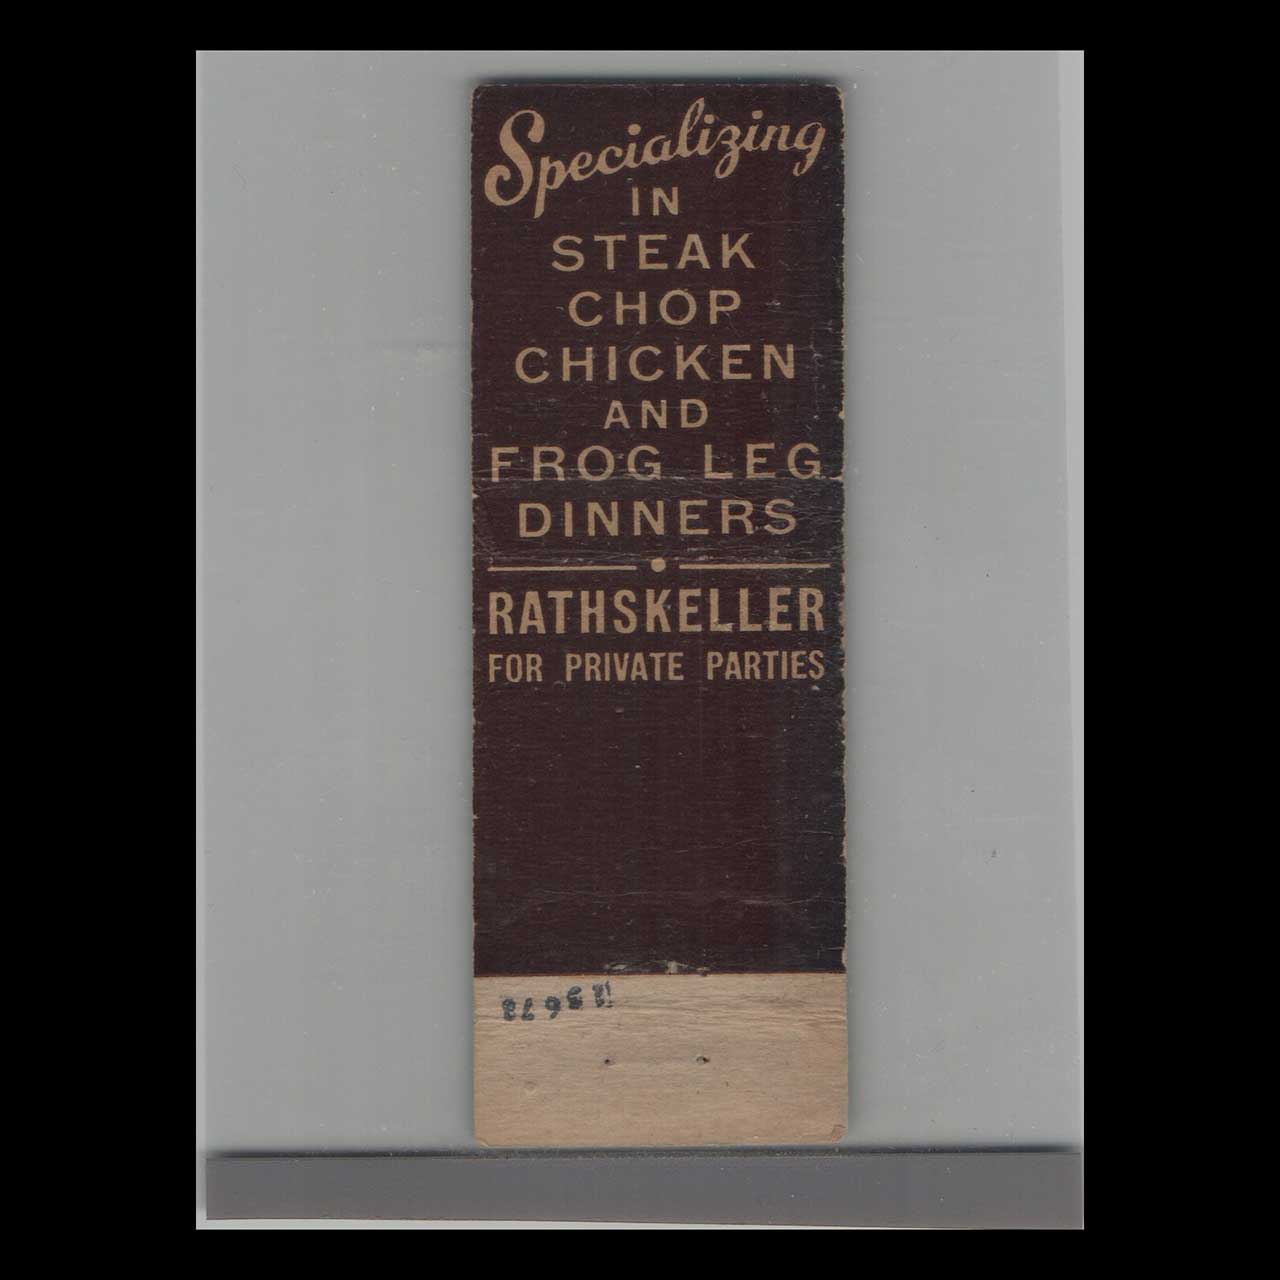 Specializing
IN
STEAK
CHOP
CHICKEN
AND
FROG LEG
DINNERS
RATHSKELLER
FOR PRIVATE PARTIES